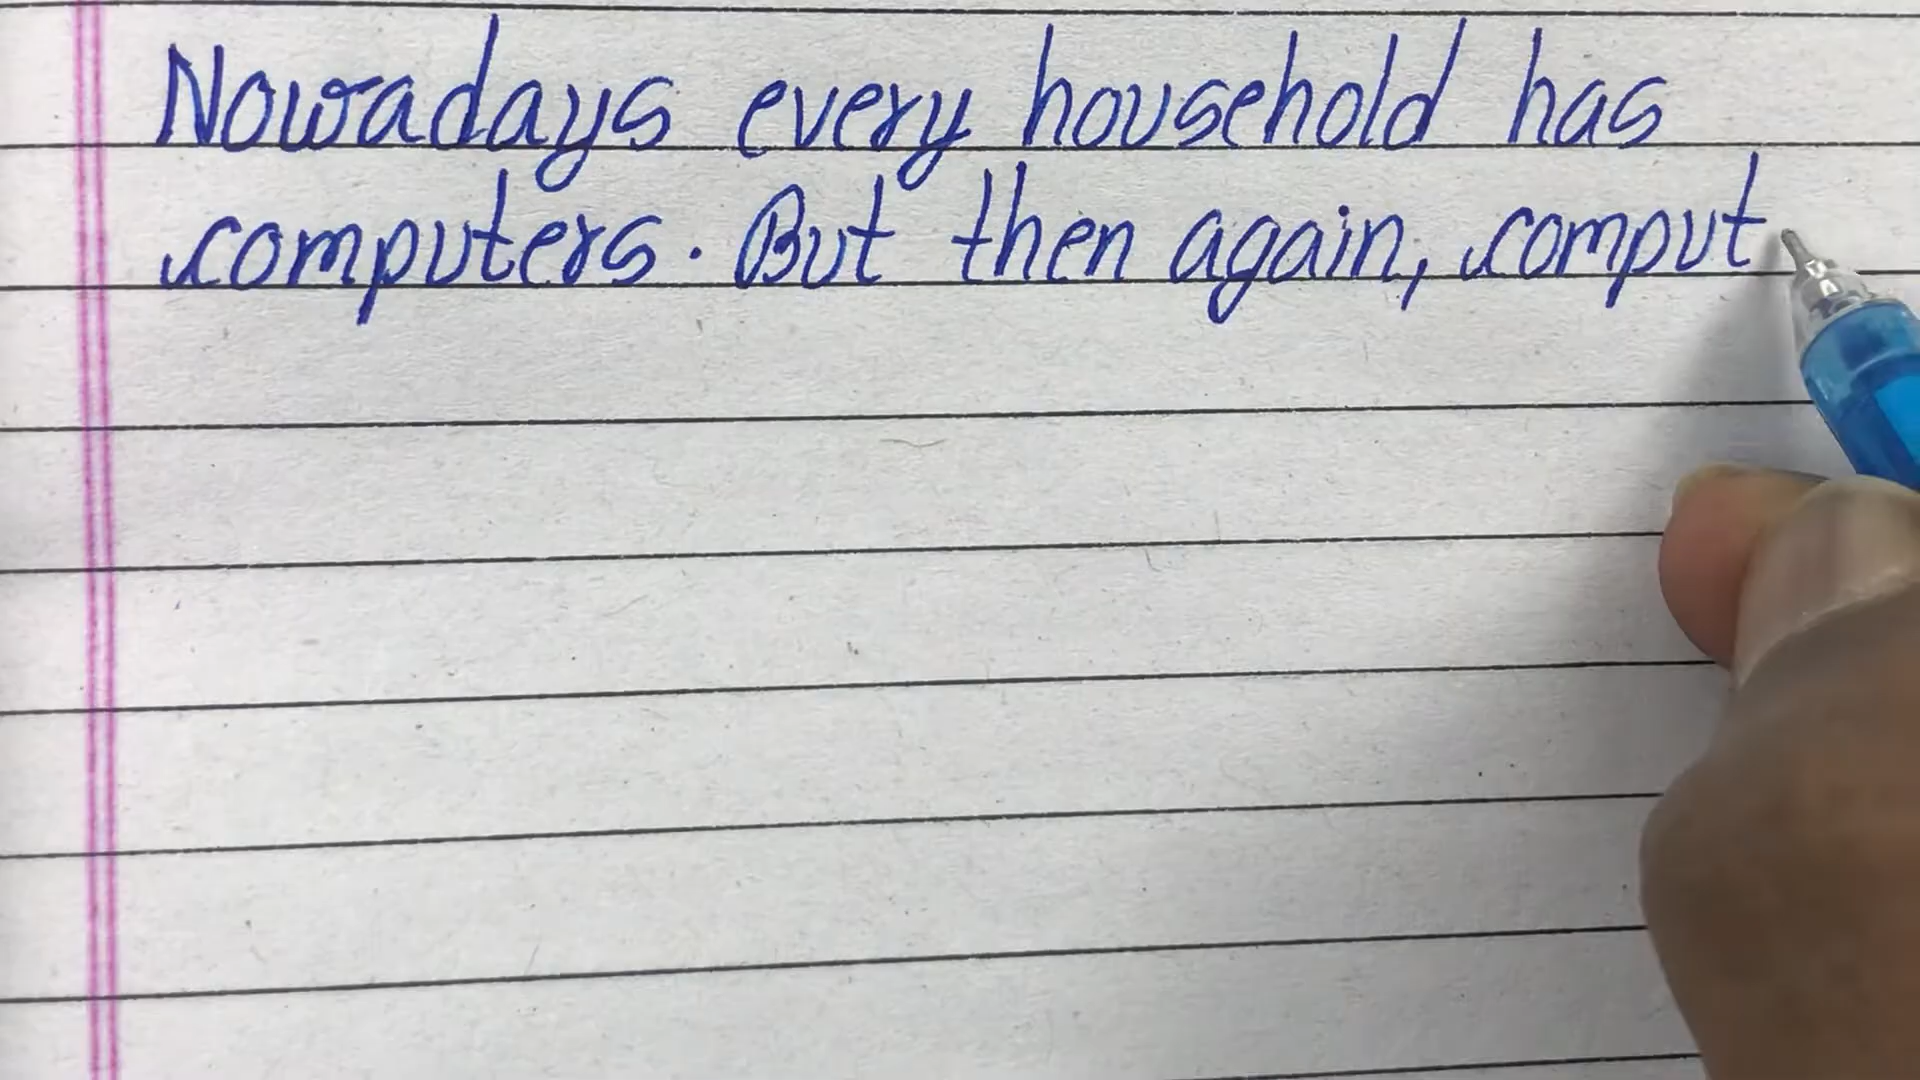 Nowadays every household has
computers. But then again, comput